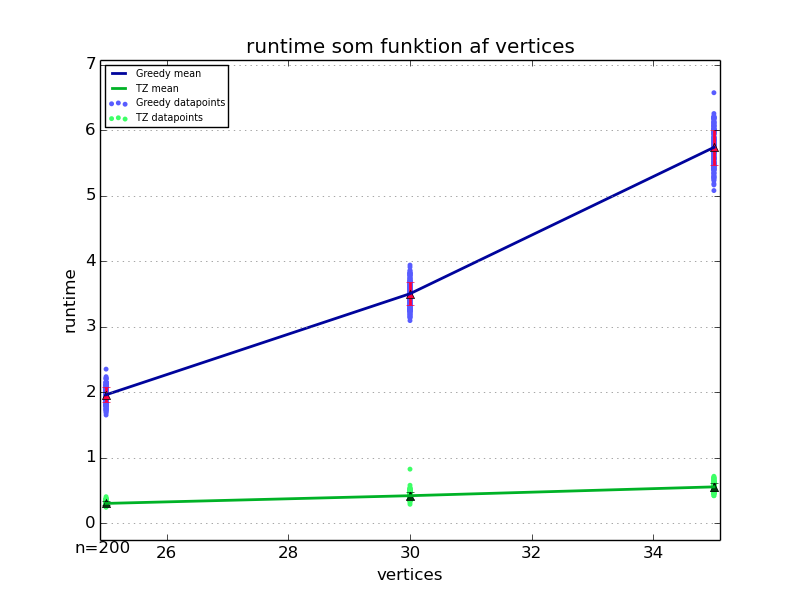 runtime som funktion af vertices
Greedy mean
TZ mean
Greedy datapoints
TZ datapoints
7
6
5
4
3
2
1
0
runtime
n=200
26
28
30
32
34
vertices